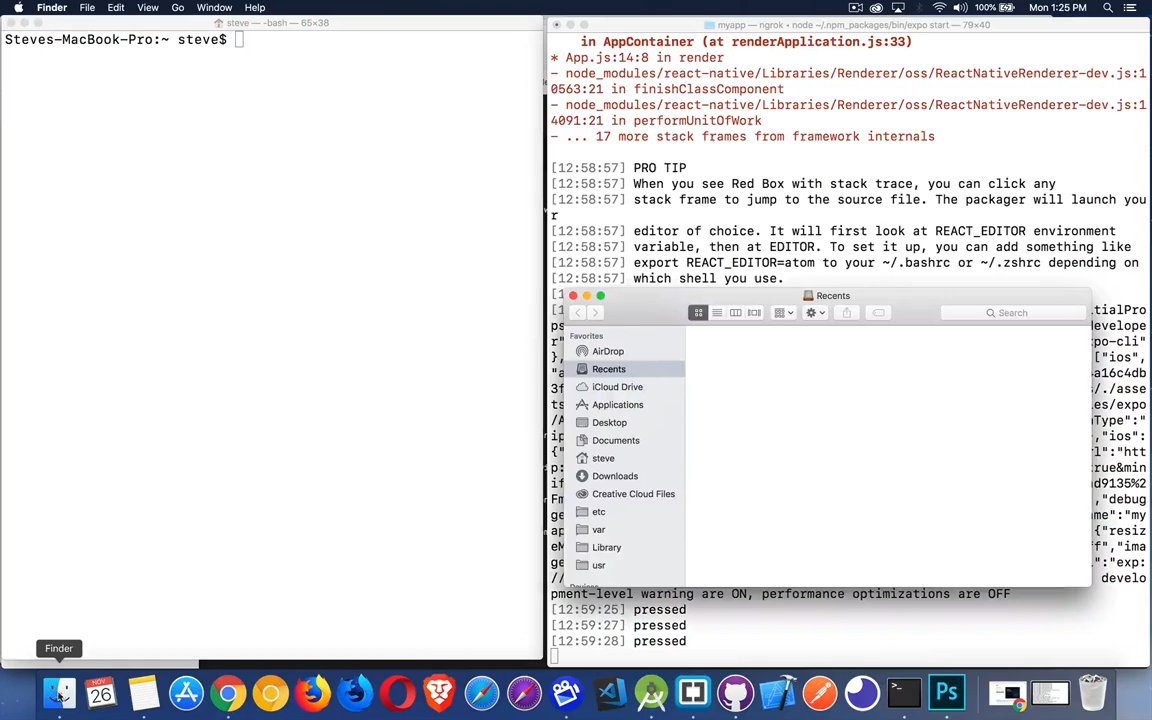 Finder File Edit View Go Window Help
100% Mon 1:25 PM
steve — -bash — 65×38
Steves-MacBook-Pro:~ steve$
myapp — ngrok • node ~/.npm_packages/bin/expo start — 79×40
in AppContainer (at renderApplication.js:33)
* App.js:14:8 in render
- node_modules/react-native/Libraries/Renderer/oss/ReactNativeRenderer-dev.js:1
0563:21 in finishClassComponent
- node_modules/react-native/Libraries/Renderer/oss/ReactNativeRenderer-dev.js:1
4091:21 in performUnitOfWork
- ... 17 more stack frames from framework internals
[12:58:57] PRO TIP
[12:58:57] When you see Red Box with stack trace, you can click any
[12:58:57] stack frame to jump to the source file. The packager will launch you
r
[12:58:57] editor of choice. It will first look at REACT_EDITOR environment
[12:58:57] variable, then at EDITOR. To set it up, you can add something like
[12:58:57] export REACT_EDITOR=atom to your ~/.bashrc or ~/.zshrc depending on
[12:58:57] which shell you use.
Recents
Search
Favorites
AirDrop
Recents
iCloud Drive
Applications
Desktop
Documents
steve
Downloads
Creative Cloud Files
etc
var
Library
usr
pment-level warning are ON, performance optimizations are OFF
[12:59:25] pressed
[12:59:27] pressed
[12:59:28] pressed
Finder
NOV
26
Ps